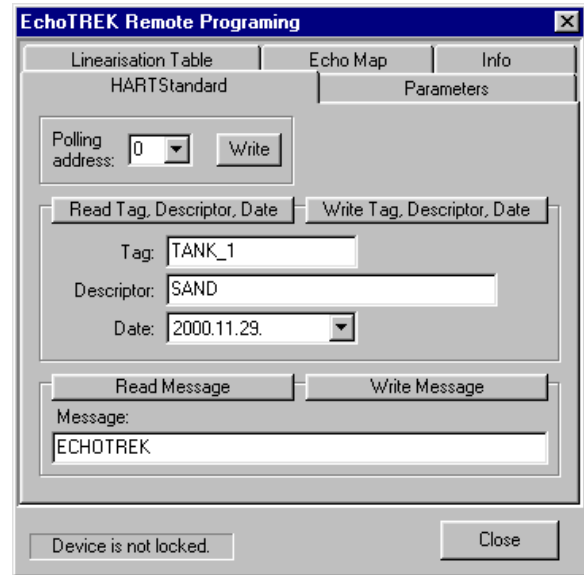 EchoTREK Remote Programing
Linearisation Table Echo Map Info
HARTStandard Parameters
Polling
address: 0 Write
Read Tag, Descriptor, Date Write Tag, Descriptor, Date
Tag: TANK_1
Descriptor: SAND
Date: 2000.11.29.
Read Message Write Message
Message:
ECHOTREK
Device is not locked. Close